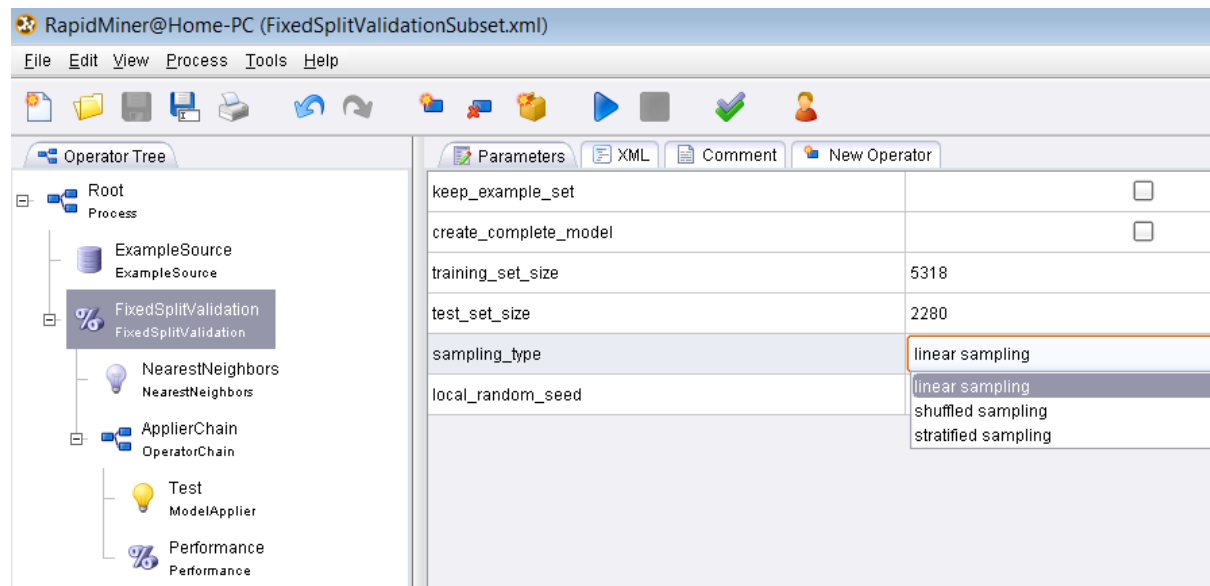 RapidMiner@Home-PC (FixedSplitValidationSubset.xml)
File Edit View Process Tools Help
Operator Tree
Root
Process
ExampleSource
ExampleSource
FixedSplitValidation
FixedSplitValidation
NearestNeighbors
NearestNeighbors
ApplierChain
OperatorChain
Test
ModelApplier
Performance
Performance
Parameters XML Comment New Operator
keep_example_set
create_complete_model
training_set_size 5318
test_set_size 2280
sampling_type linear sampling
local_random_seed
linear sampling
shuffled sampling
stratified sampling